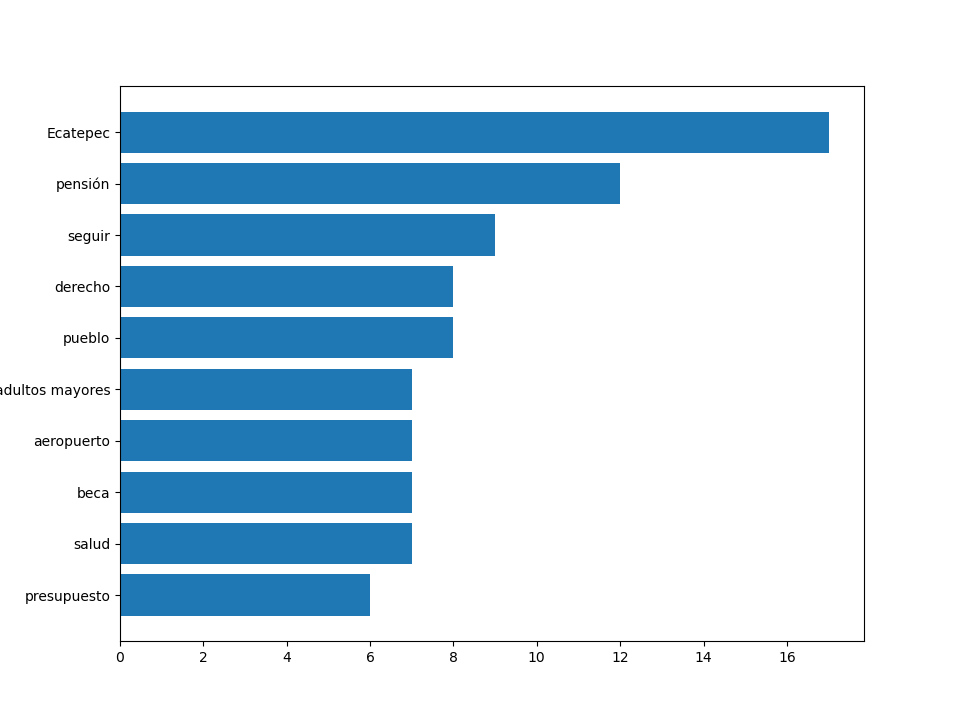 Ecatepec
pensión
seguir
derecho
pueblo
adultos mayores
aeropuerto
beca
salud
presupuesto
0 2 4 6 8 10 12 14 16